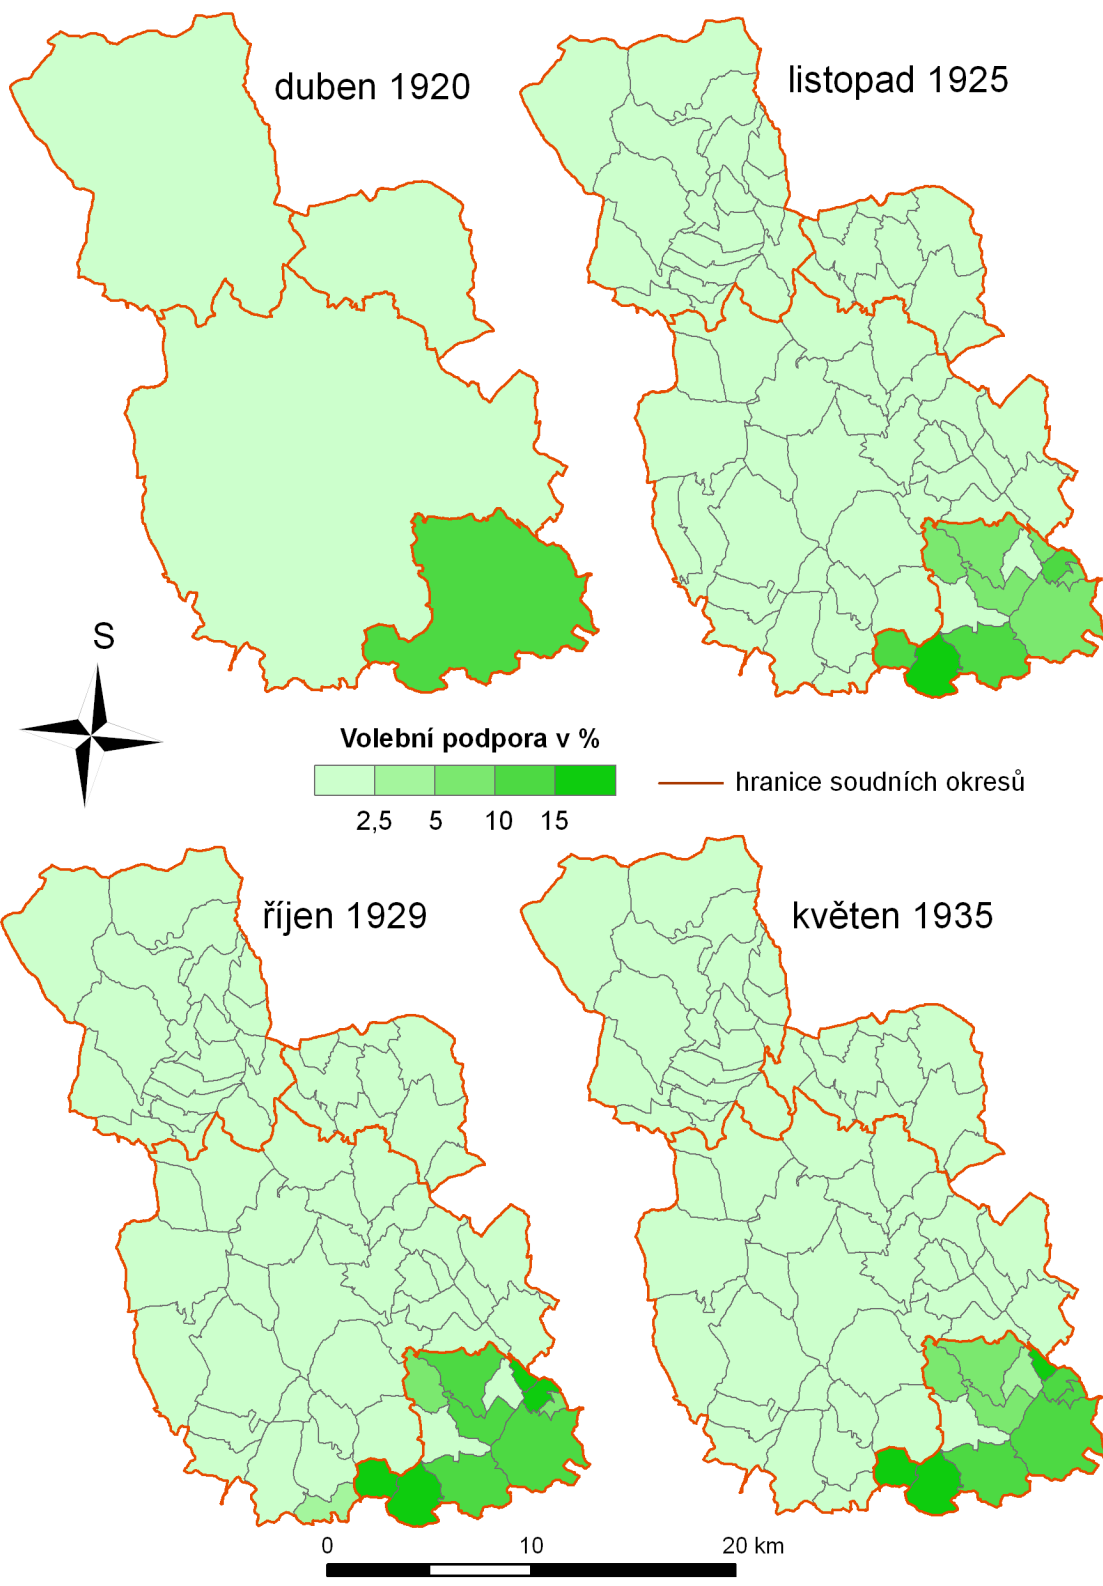 duben 1920
listopad 1925
S
Volební podpora v %
2,5 5 10 15
hranice soudních okresů
říjen 1929
květen 1935
0 10 20 km